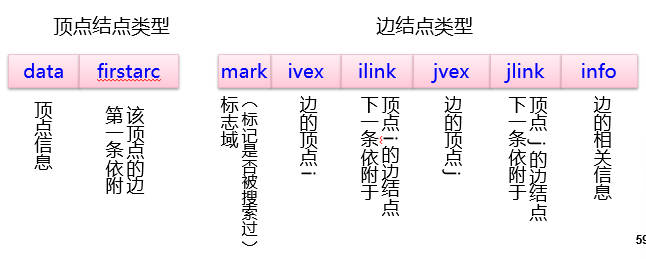 顶点结点类型
边结点类型
data
firstarc
mark
ivex
ilink
jvex
jlink
info
顶点信息
该顶点的边
第一条依附
(标记是否被搜索过)
标志域
边的顶点i
顶点i的边结点
下一条依附于
边的顶点j
顶点j的边结点
下一条依附于
边的相关信息
59